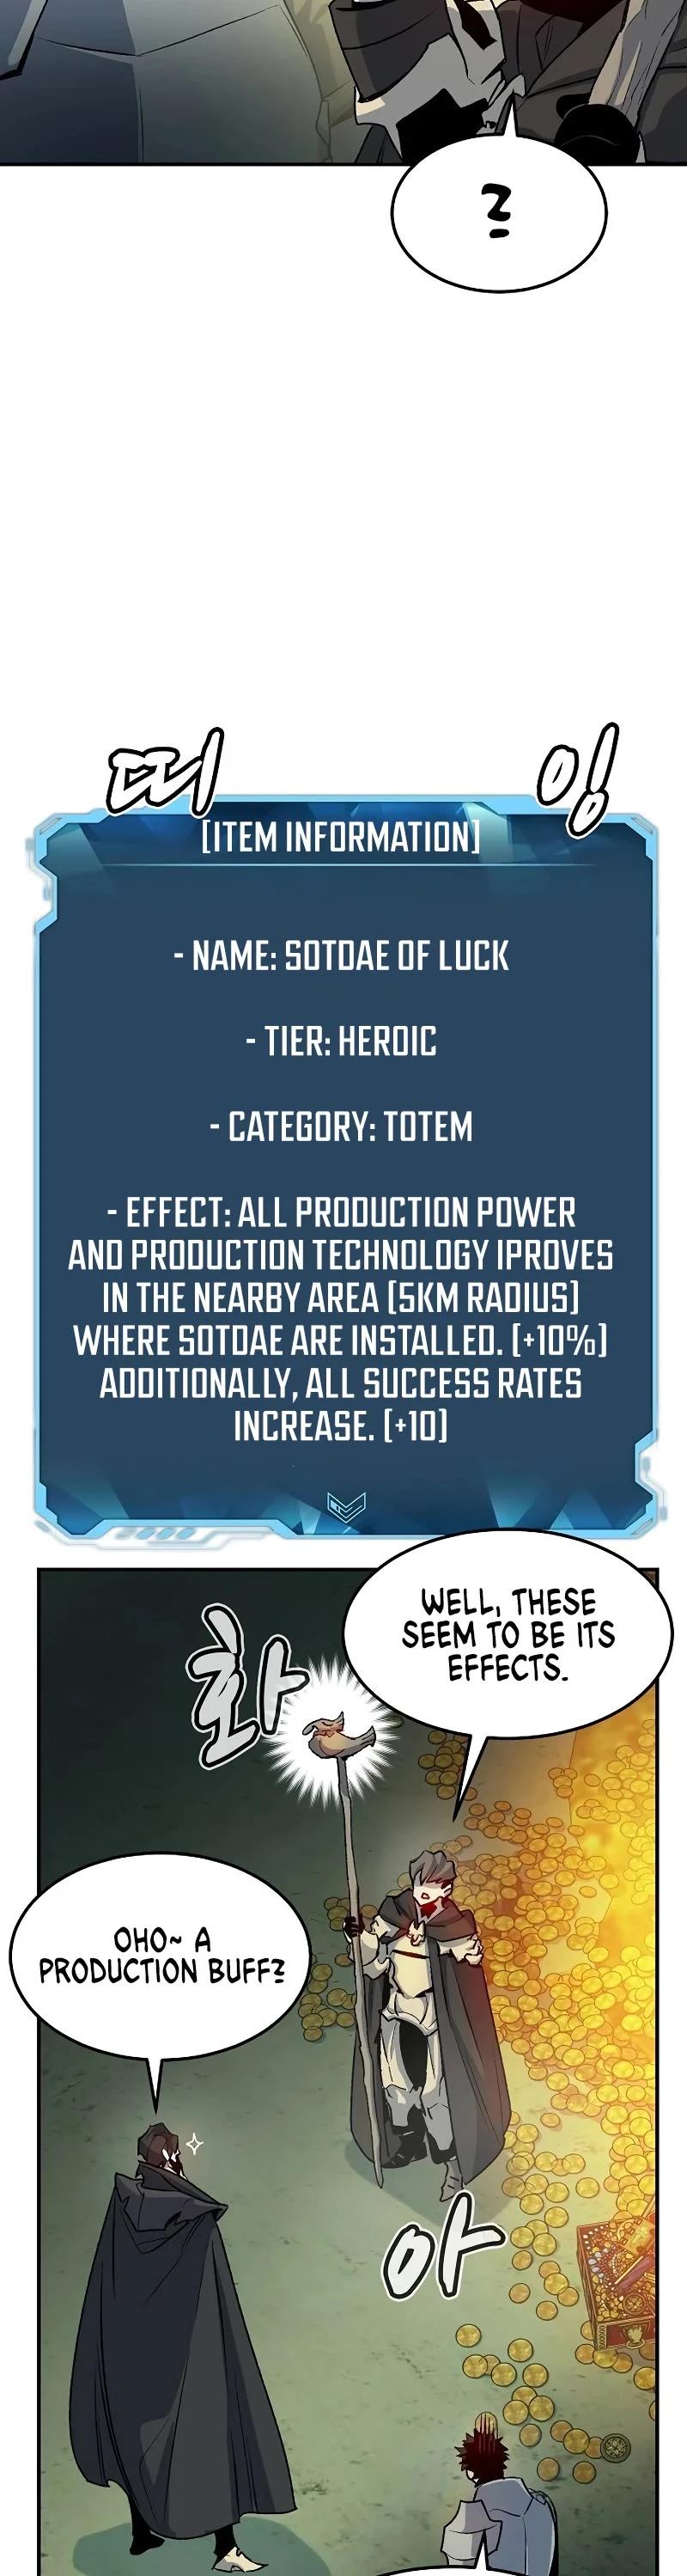 ?
띠
이잉
[ITEM INFORMATION]
- NAME: SOTDAE OF LUCK
- TIER: HEROIC
- CATEGORY: TOTEM
- EFFECT: ALL PRODUCTION POWER
AND PRODUCTION TECHNOLOGY IPROVES
IN THE NEARBY AREA [5KM RADIUS]
WHERE SOTDAE ARE INSTALLED. [+10%]
ADDITIONALLY, ALL SUCCESS RATES
INCREASE. [+10]
WELL, THESE
SEEM TO BE ITS
EFFECTS.
화
OHO~ A
PRODUCTION BUFF?
아